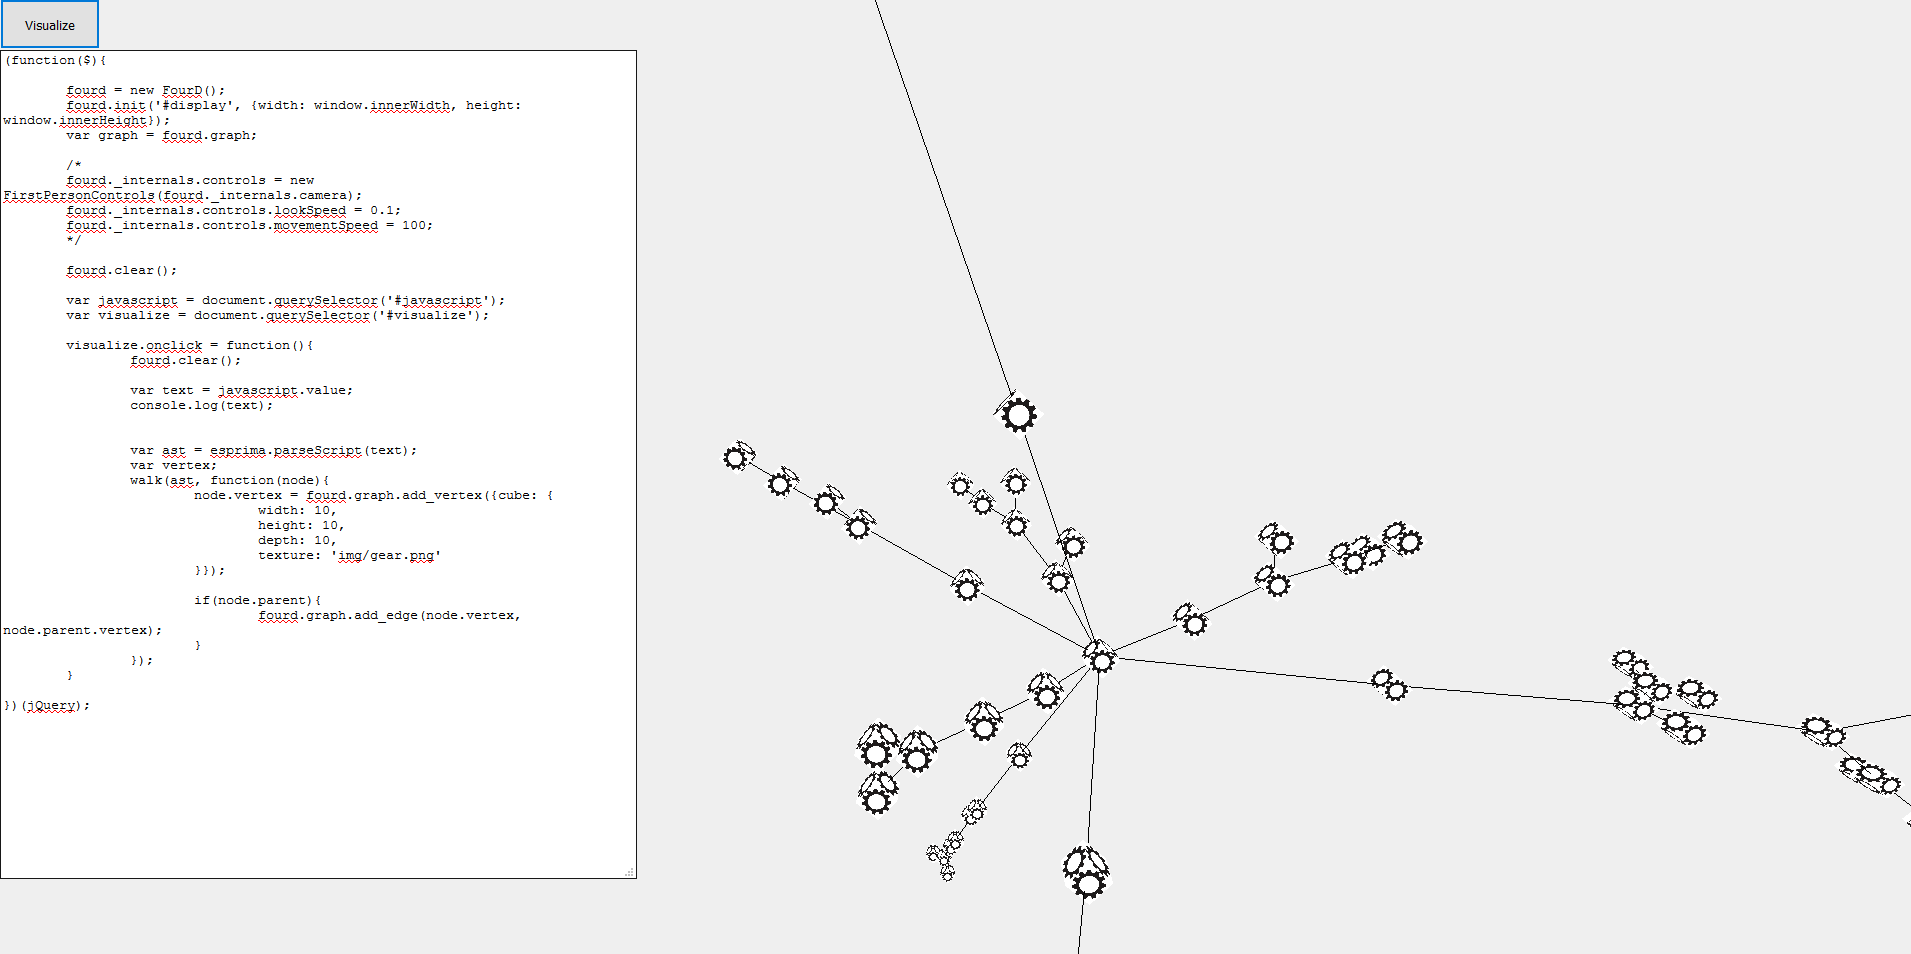 Visualize
(function($){
fourd = new FourD();
fourd.init('#display', {width: window.innerWidth, height:
window.innerHeight});
var graph = fourd.graph;
/*
fourd._internals.controls = new
FirstPersonControls(fourd._internals.camera);
fourd._internals.controls.lookSpeed = 0.1;
fourd._internals.controls.movementSpeed = 100;
*/
fourd.clear();
var javascript = document.querySelector('#javascript');
var visualize = document.querySelector('#visualize');
visualize.onclick = function(){
fourd.clear();
var text = javascript.value;
console.log(text);
var ast = esprima.parseScript(text);
var vertex;
walk(ast, function(node){
node.vertex = fourd.graph.add_vertex({cube: {
width: 10,
height: 10,
depth: 10,
texture: 'img/gear.png'
}});
if(node.parent){
fourd.graph.add_edge(node.vertex,
node.parent.vertex);
}
});
}
})(jQuery);